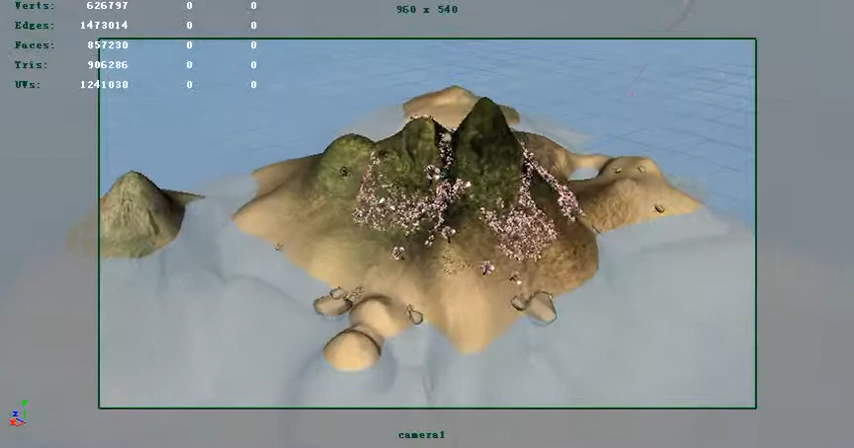 Verts: 626797 0 0
960 x 540
Edges: 1473014 0 0
Faces: 857230 0 0
Tris: 906286 0 0
UVs: 1241030 0 0
camera1